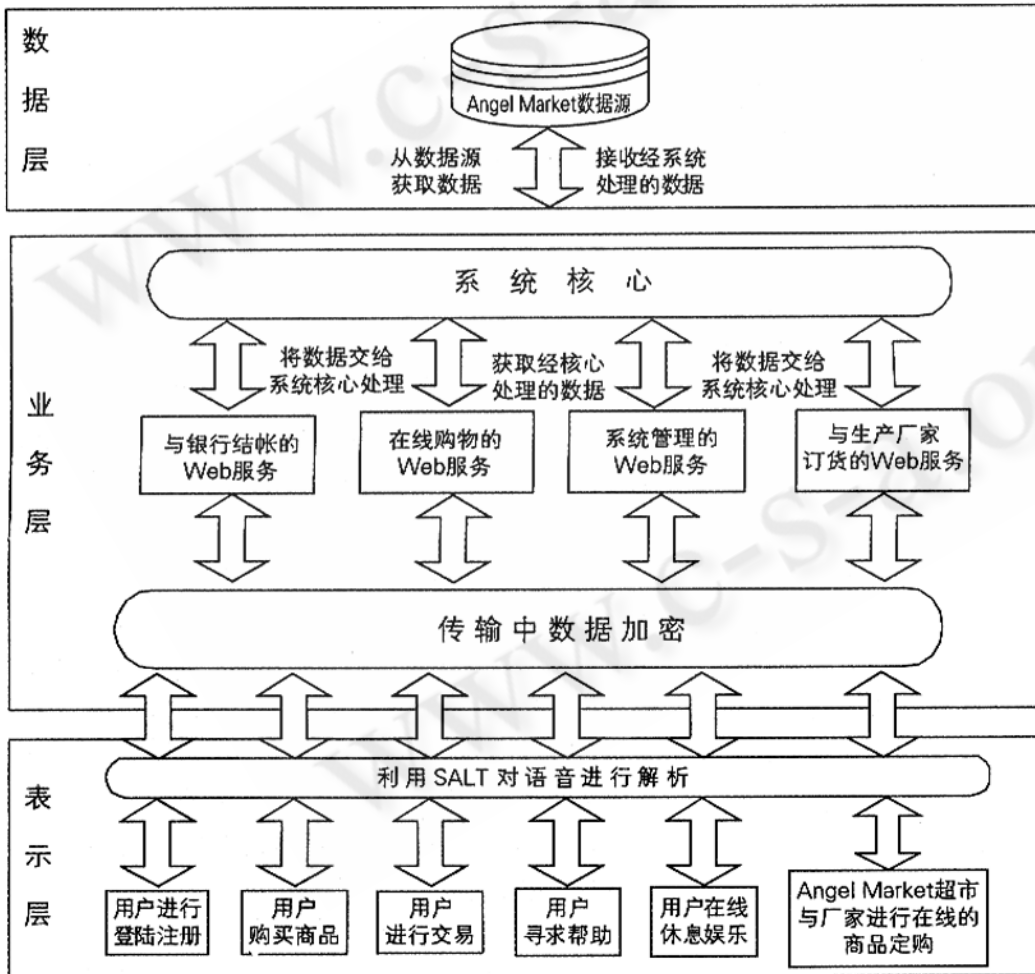 数据层
Angel Market数据源
从数据源
获取数据
接收经系统
处理的数据
业务层
系统核心
将数据交给
系统核心处理
获取经核心
处理的数据
将数据交给
系统核心处理
与银行结帐的
Web服务
在线购物的
Web服务
系统管理的
Web服务
与生产厂家
订货的Web服务
传输中数据加密
表示层
利用SALT对语音进行解析
用户进行
登陆注册
用户
购买商品
用户
进行交易
用户
寻求帮助
用户在线
休息娱乐
Angel Market超市
与厂家进行在线的
商品定购